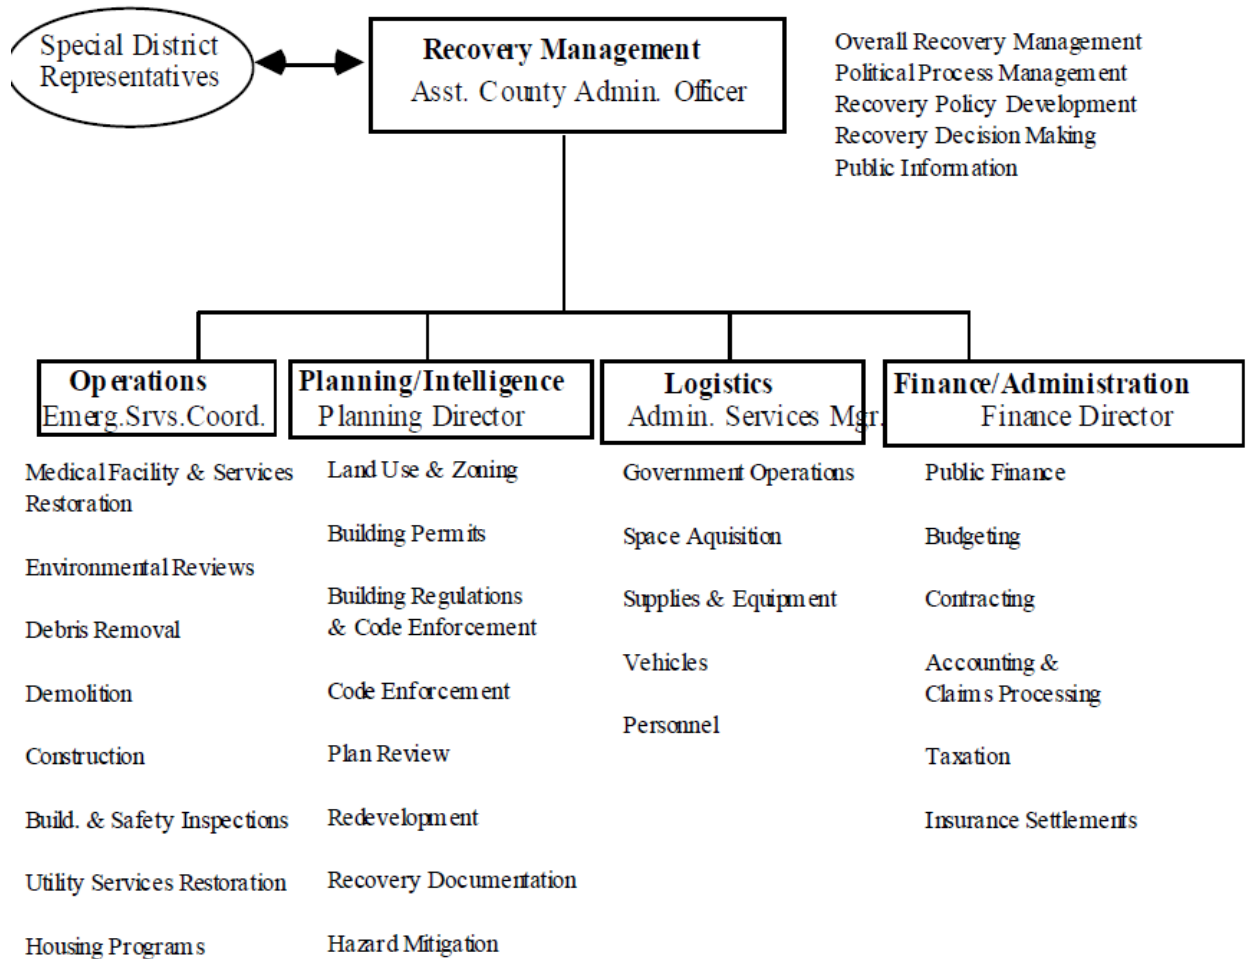 Special District
Representatives
Recovery Management
Asst. County Admin. Officer
Overall Recovery Management
Political Process Management
Recovery Policy Development
Recovery Decision Making
Public Information
Operations
Emerg.Srvs.Coord.
Planning/Intelligence
Planning Director
Logistics
Admin. Services Mgr.
Finance/Administration
Finance Director
Medical Facility & Services
Restoration
Environmental Reviews
Debris Removal
Demolition
Construction
Build. & Safety Inspections
Utility Services Restoration
Housing Programs
Land Use & Zoning
Building Permits
Building Regulations
& Code Enforcement
Code Enforcement
Plan Review
Redevelopment
Recovery Documentation
Hazard Mitigation
Government Operations
Space Aquisition
Supplies & Equipment
Vehicles
Personnel
Public Finance
Budgeting
Contracting
Accounting &
Claims Processing
Taxation
Insurance Settlements